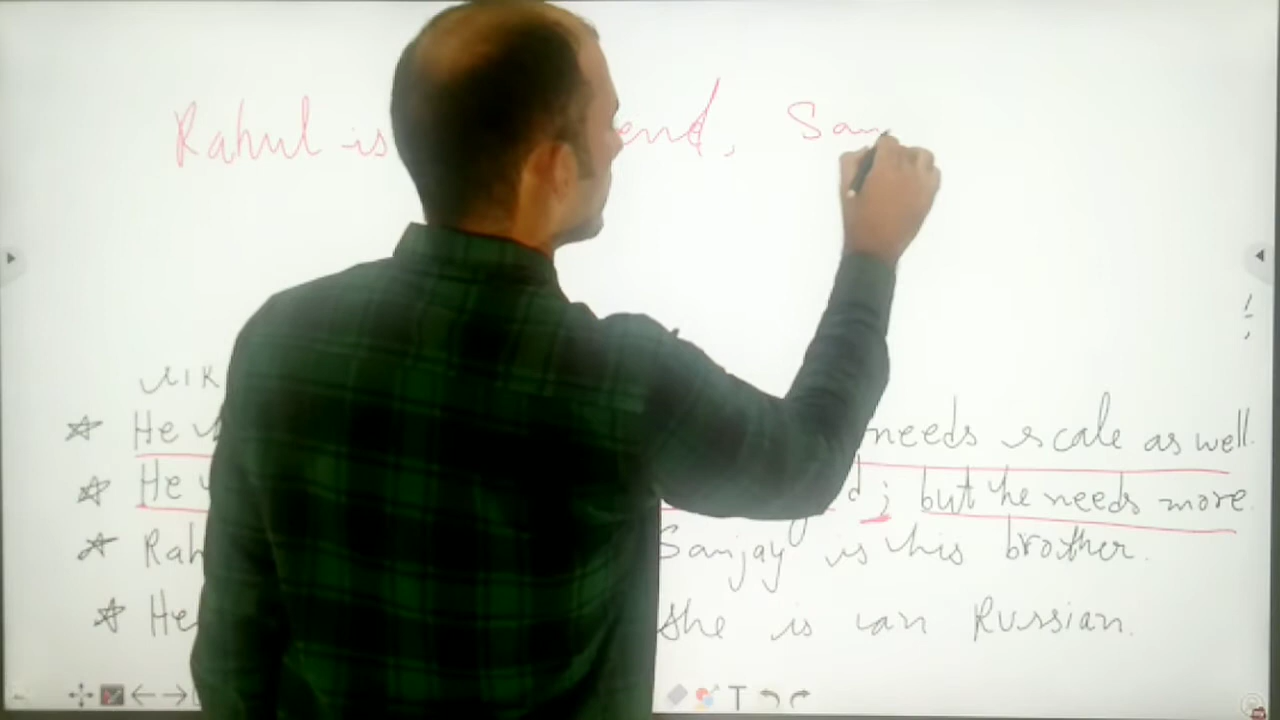 Rahul is end, San
He needs scale as well.
He d ; but he needs more.
Rah Sanjay is his brother.
He She is an Russian.
T